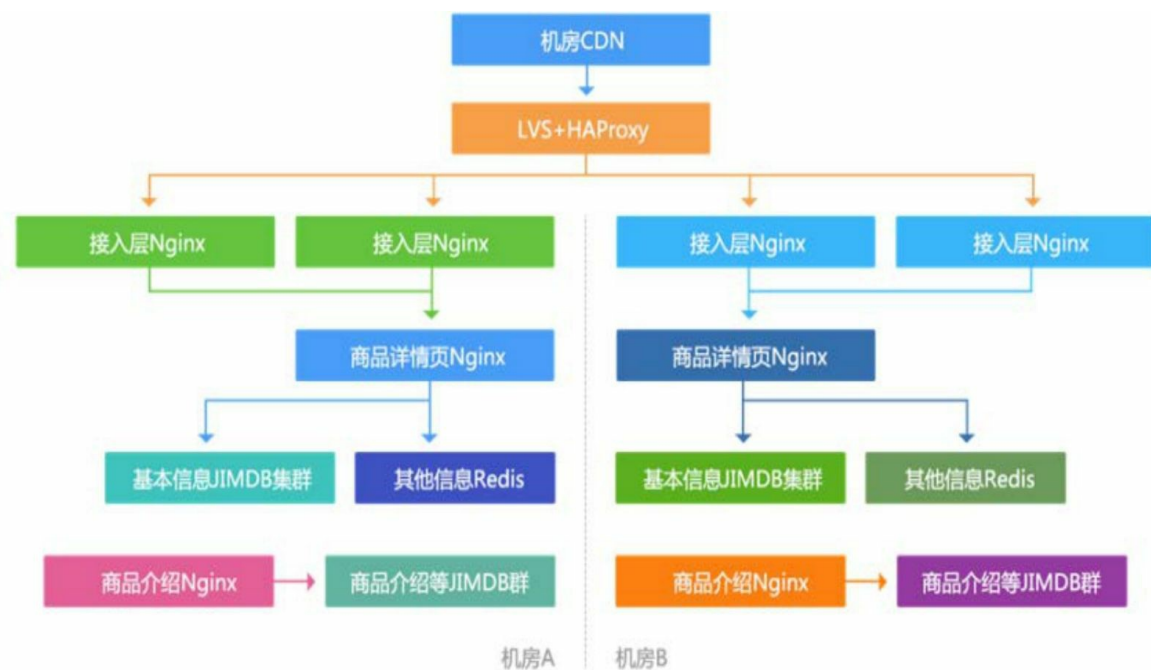 机房CDN
LVS+HAProxy
接入层Nginx
接入层Nginx
接入层Nginx
接入层Nginx
商品详情页Nginx
商品详情页Nginx
基本信息JIMDB集群
其他信息Redis
基本信息JIMDB集群
其他信息Redis
商品介绍Nginx
商品介绍等JIMDB群
商品介绍Nginx
商品介绍等JIMDB群
机房A
机房B